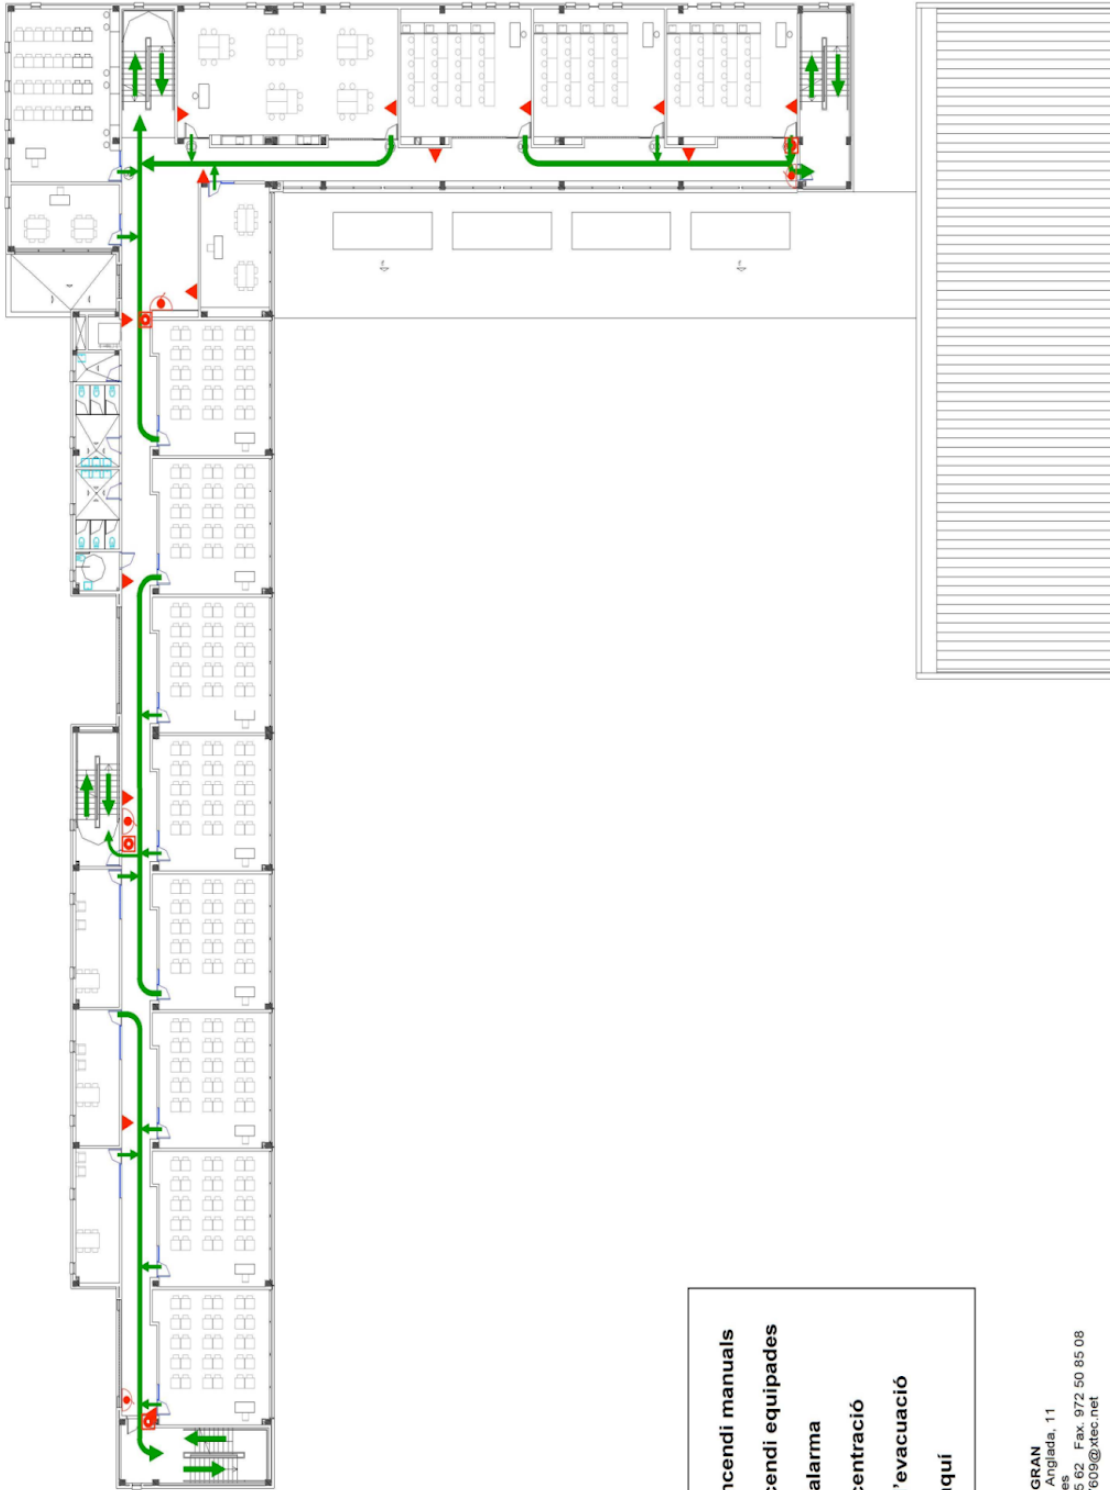 ncendi manuals
cendi equipades
alarma
centració
'evacuació
quí
GRAN
Anglada, 11
es
5 62 Fax. 972 50 85 08
609@xtec.net